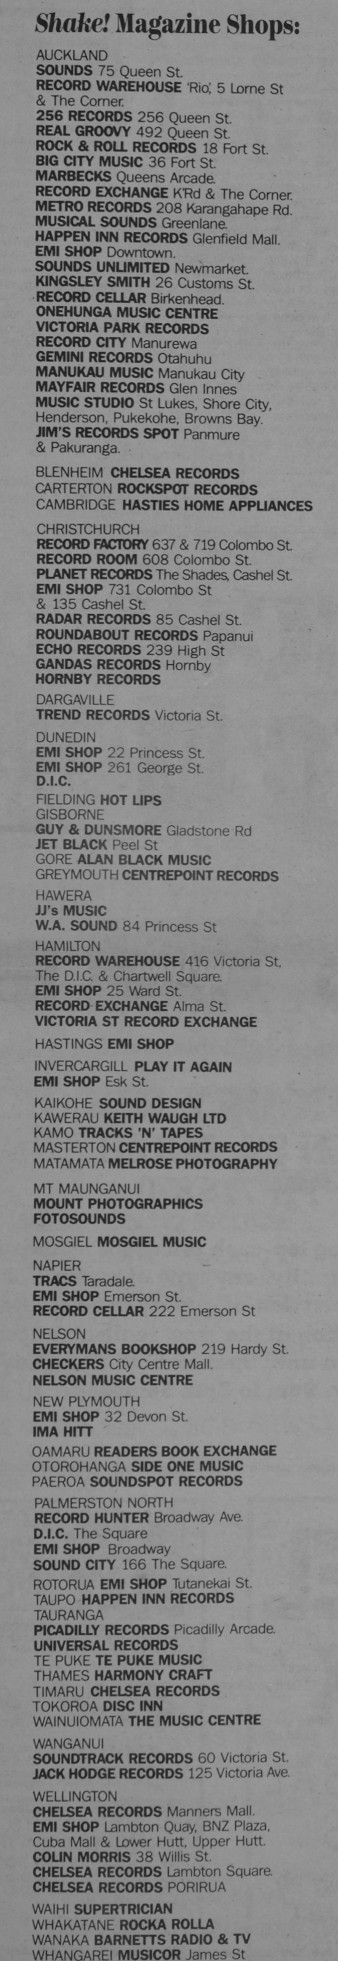 Shake! Magazine Shops:
AUCKLAND
SOUNDS 75 Queen St.
RECORD WAREHOUSE 'Rio', 5 Lorne St
& The Corner.
256 RECORDS 256 Queen St.
REAL GROOVY 492 Queen St.
ROCK & ROLL RECORDS 18 Fort St.
BIG CITY MUSIC 36 Fort St.
MARBECKS Queens Arcade.
RECORD EXCHANGE K'Rd & The Corner.
METRO RECORDS 208 Karangahape Rd.
MUSICAL SOUNDS Greenlane.
HAPPEN INN RECORDS Glenfield Mall.
EMI SHOP Downtown.
SOUNDS UNLIMITED Newmarket.
KINGSLEY SMITH 26 Customs St.
RECORD CELLAR Birkenhead.
ONEHUNGA MUSIC CENTRE
VICTORIA PARK RECORDS
RECORD CITY Manurewa
GEMINI RECORDS Otahuhu
MANUKAU MUSIC Manukau City
MAYFAIR RECORDS Glen Innes
MUSIC STUDIO St Lukes, Shore City,
Henderson, Pukekohe, Browns Bay.
JIM'S RECORDS SPOT Panmure
& Pakuranga.
BLENHEIM CHELSEA RECORDS
CARTERTON ROCKSPOT RECORDS
CAMBRIDGE HASTIES HOME APPLIANCES
CHRISTCHURCH
RECORD FACTORY 637 & 719 Colombo St.
RECORD ROOM 608 Colombo St.
PLANET RECORDS The Shades, Cashel St.
EMI SHOP 731 Colombo St
& 135 Cashel St.
RADAR RECORDS 85 Cashel St.
ROUNDABOUT RECORDS Papanui
ECHO RECORDS 239 High St
GANDAS RECORDS Hornby
HORNBY RECORDS
DARGAVILLE
TREND RECORDS Victoria St.
DUNEDIN
EMI SHOP 22 Princess St.
EMI SHOP 261 George St.
D.I.C.
FIELDING HOT LIPS
GISBORNE
GUY & DUNSMORE Gladstone Rd
JET BLACK Peel St
GORE ALAN BLACK MUSIC
GREYMOUTH CENTREPOINT RECORDS
HAWERA
JJ's MUSIC
W.A. SOUND 84 Princess St
HAMILTON
RECORD WAREHOUSE 416 Victoria St,
The D.I.C. & Chartwell Square.
EMI SHOP 25 Ward St.
RECORD EXCHANGE Alma St.
VICTORIA ST RECORD EXCHANGE
HASTINGS EMI SHOP
INVERCARGILL PLAY IT AGAIN
EMI SHOP Esk St.
KAIKOHE SOUND DESIGN
KAWERAU KEITH WAUGH LTD
KAMO TRACKS 'N' TAPES
MASTERTON CENTREPOINT RECORDS
MATAMATA MELROSE PHOTOGRAPHY
MT MAUNGANUI
MOUNT PHOTOGRAPHICS
FOTOSOUNDS
MOSGIEL MOSGIEL MUSIC
NAPIER
TRACS Taradale.
EMI SHOP Emerson St.
RECORD CELLAR 222 Emerson St
NELSON
EVERYMANS BOOKSHOP 219 Hardy St.
CHECKERS City Centre Mall.
NELSON MUSIC CENTRE
NEW PLYMOUTH
EMI SHOP 32 Devon St.
IMA HITT
OAMARU READERS BOOK EXCHANGE
OTOROHANGA SIDE ONE MUSIC
PAEROA SOUNDSPOT RECORDS
PALMERSTON NORTH
RECORD HUNTER Broadway Ave.
D.I.C. The Square
EMI SHOP Broadway
SOUND CITY 166 The Square.
ROTORUA EMI SHOP Tutanekai St.
TAUPO HAPPEN INN RECORDS
TAURANGA
PICADILLY RECORDS Picadilly Arcade.
UNIVERSAL RECORDS
TE PUKE TE PUKE MUSIC
THAMES HARMONY CRAFT
TIMARU CHELSEA RECORDS
TOKOROA DISC INN
WAINUIOMATA THE MUSIC CENTRE
WANGANUI
SOUNDTRACK RECORDS 60 Victoria St.
JACK HODGE RECORDS 125 Victoria Ave.
WELLINGTON
CHELSEA RECORDS Manners Mall.
EMI SHOP Lambton Quay, BNZ Plaza,
Cuba Mall & Lower Hutt, Upper Hutt.
COLIN MORRIS 38 Willis St.
CHELSEA RECORDS Lambton Square.
CHELSEA RECORDS PORIRUA
WAIHI SUPERTRICIAN
WHAKATANE ROCKA ROLLA
WANAKA BARNETTS RADIO & TV
WHANGAREI MUSICOR James St